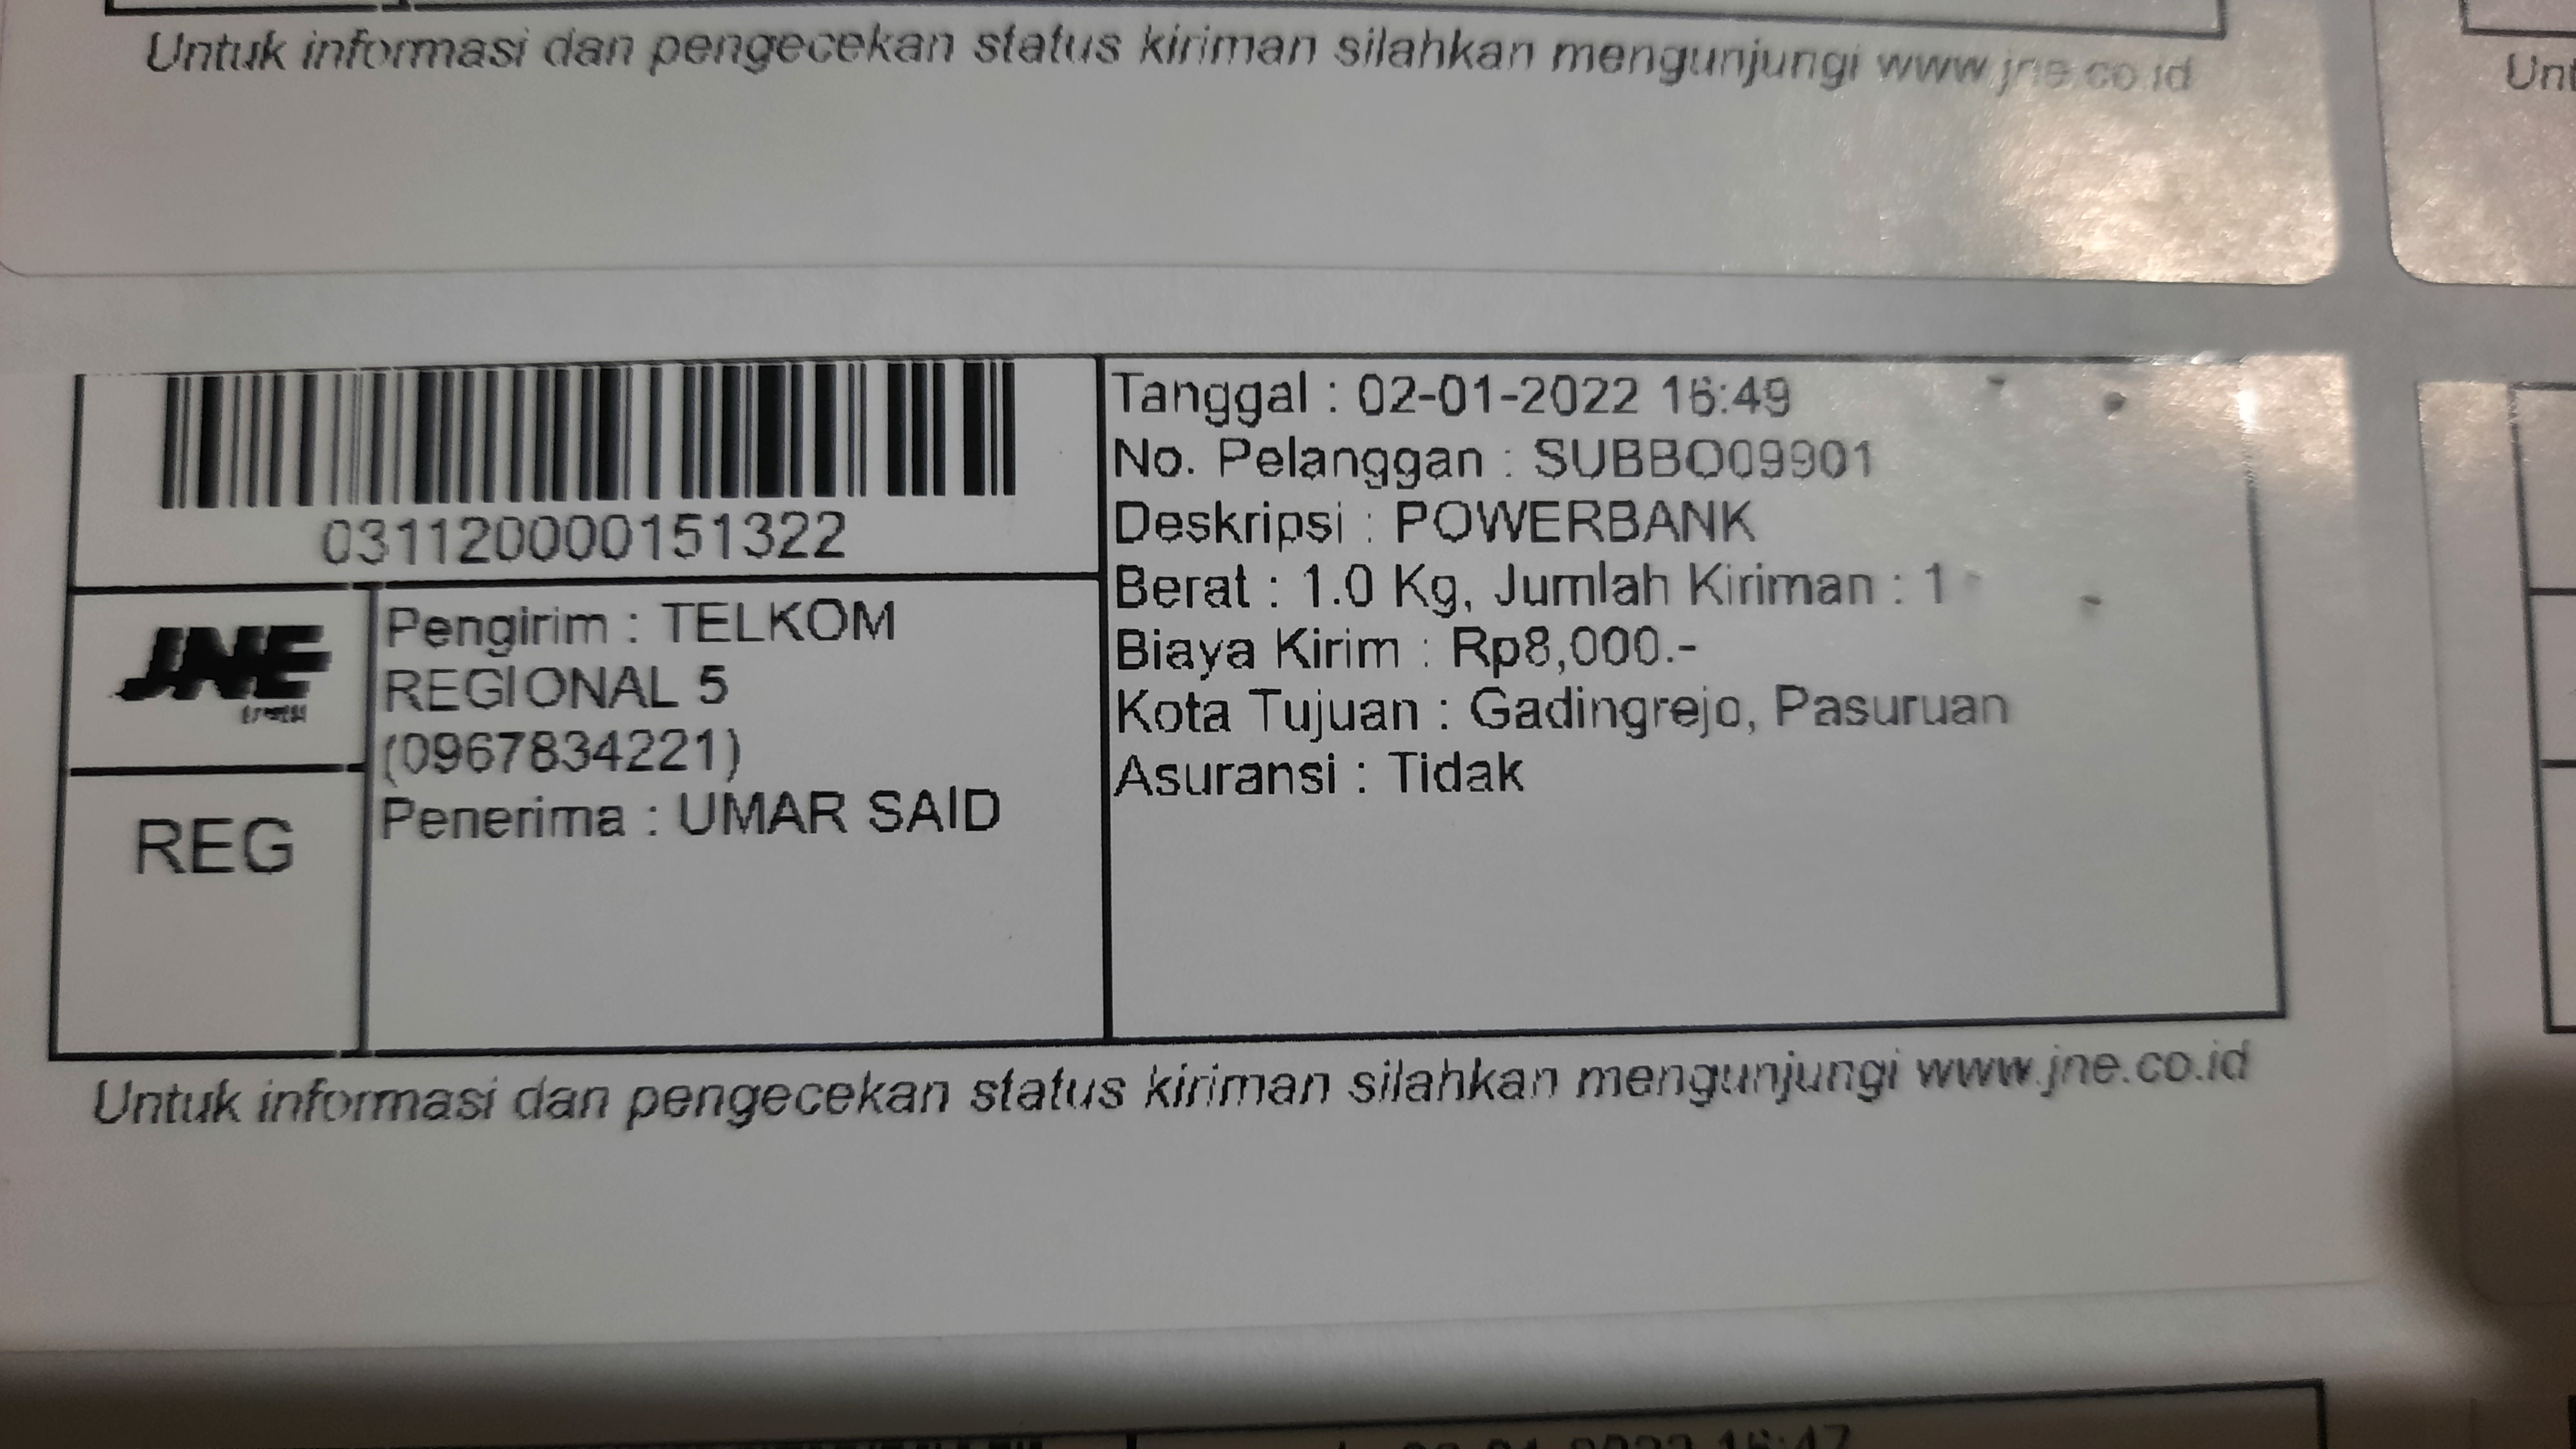 031120000151322
JNE
REG
Pengirim : TELKOM
REGIONAL 5
(0967834221)
Penerima : UMAR SAID
Tanggal : 02-01-2022 16:49
No. Pelanggan : SUBBO09901
Deskripsi : POWERBANK
Berat : 1.0 Kg, Jumlah Kiriman : 1
Biaya Kirim : Rp8,000.-
Kota Tujuan : Gadingrejo, Pasuruan
Asuransi : Tidak
Untuk informasi dan pengecekan status kiriman silahkan mengunjungi www.jne.co.id
Untuk informasi dan pengecekan status kiriman silahkan mengunjungi www.jne.co.id